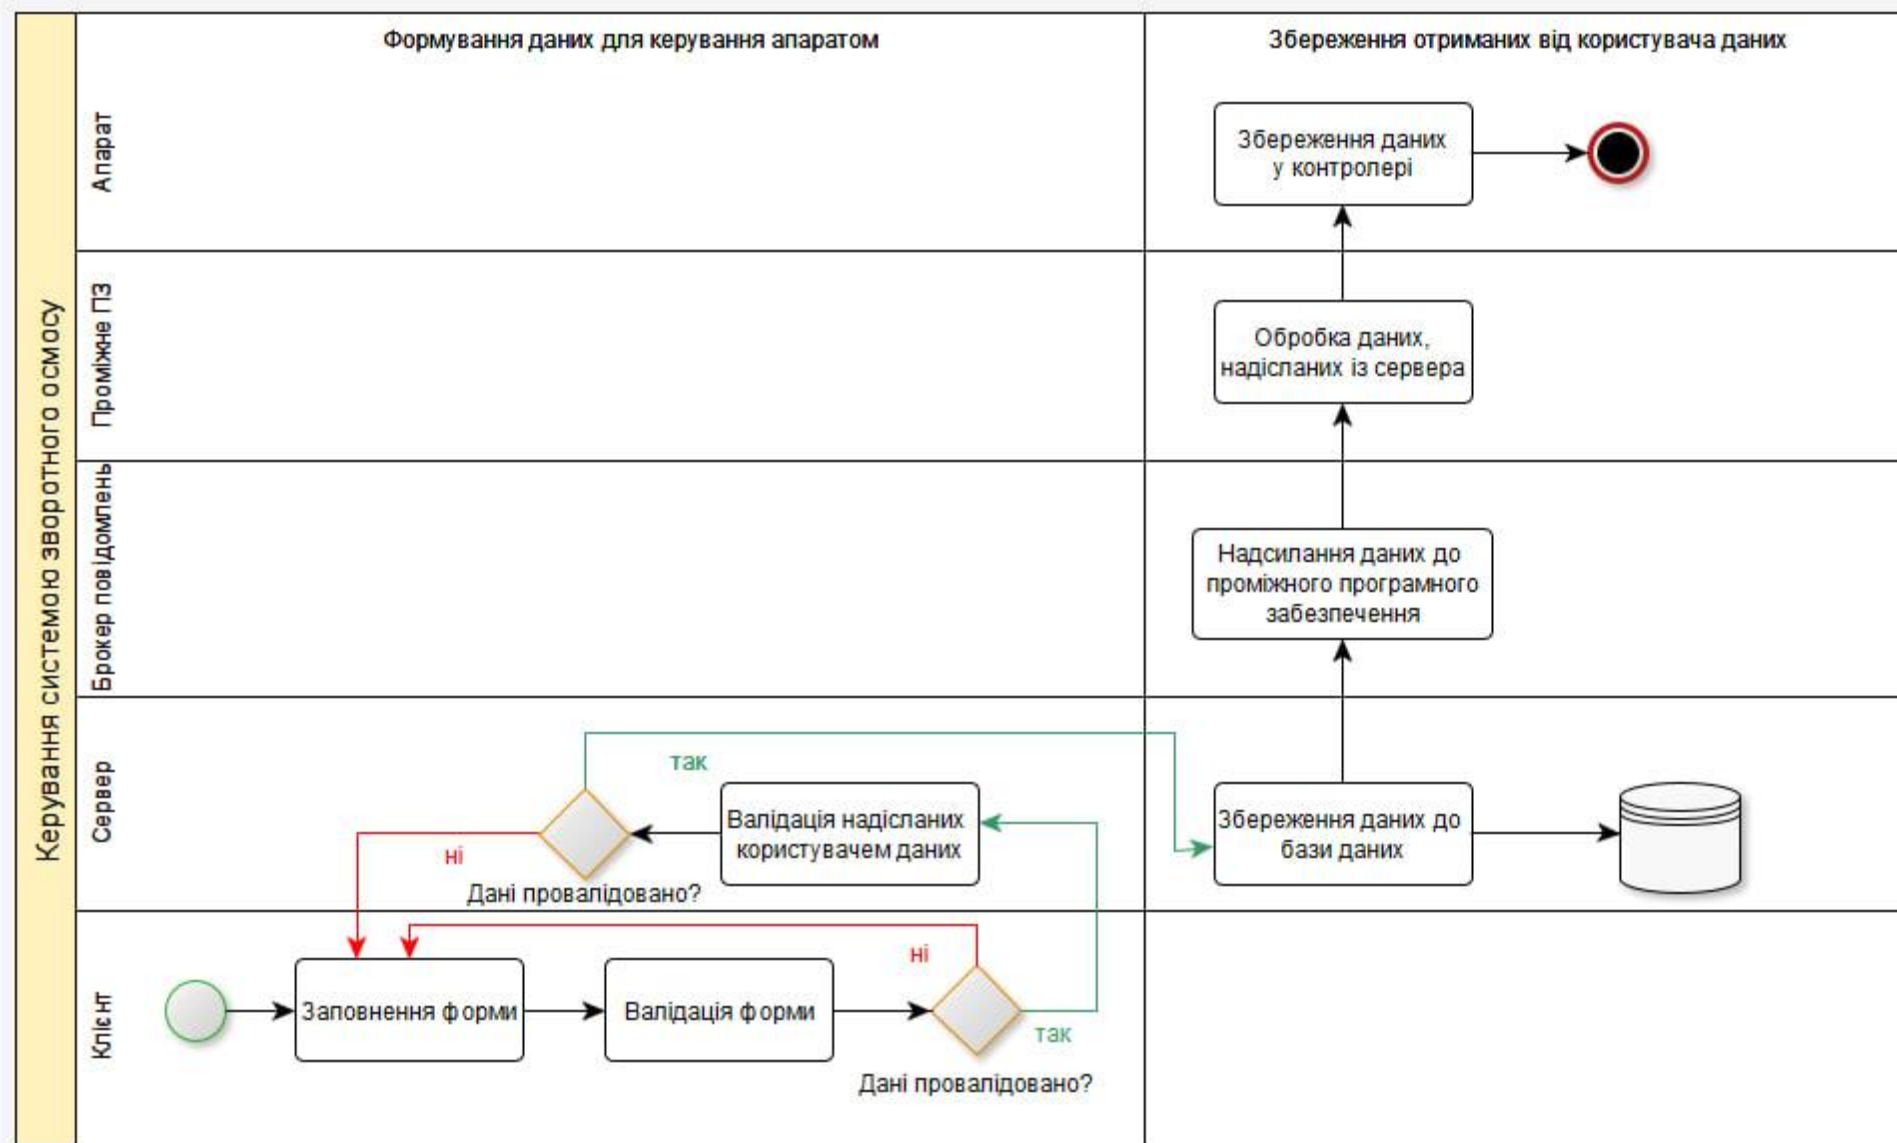 Керування системою зворотного осмосу
Формування даних для керування апаратом
Збереження отриманих від користувача даних
Апарат
Збереження даних
у контролері
Проміжне ПЗ
Обробка даних,
надісланих із сервера
Брокер повідомлень
Надсилання даних до
проміжного програмного
забезпечення
Сервер
так
Валідація надісланих
користувачем даних
ні
Дані провалідовано?
Збереження даних до
бази даних
Клієнт
Заповнення форми
Валідація форми
ні
так
Дані провалідовано?